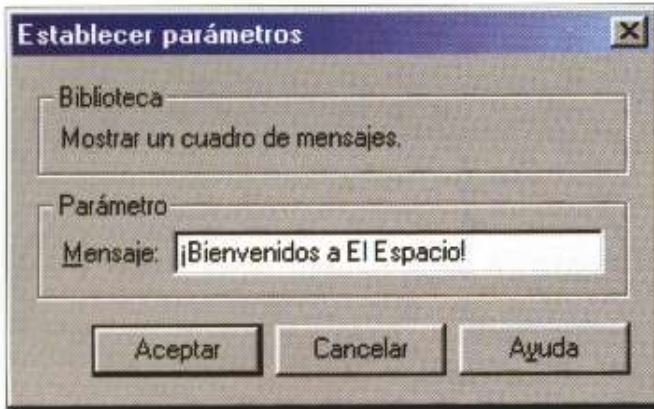 Establecer parámetros
Biblioteca
Mostrar un cuadro de mensajes.
Parámetro
Mensaje: ¡Bienvenidos a El Espacio!
Aceptar Cancelar Ayuda